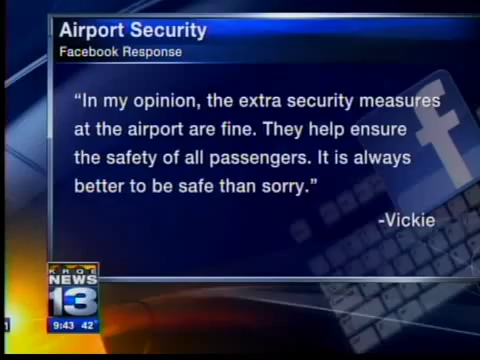 Airport Security
Facebook Response
“In my opinion, the extra security measures
at the airport are fine. They help ensure
the safety of all passengers. It is always
better to be safe than sorry.”
-Vickie
f
KRQE
NEWS
13
9:43 42°
1